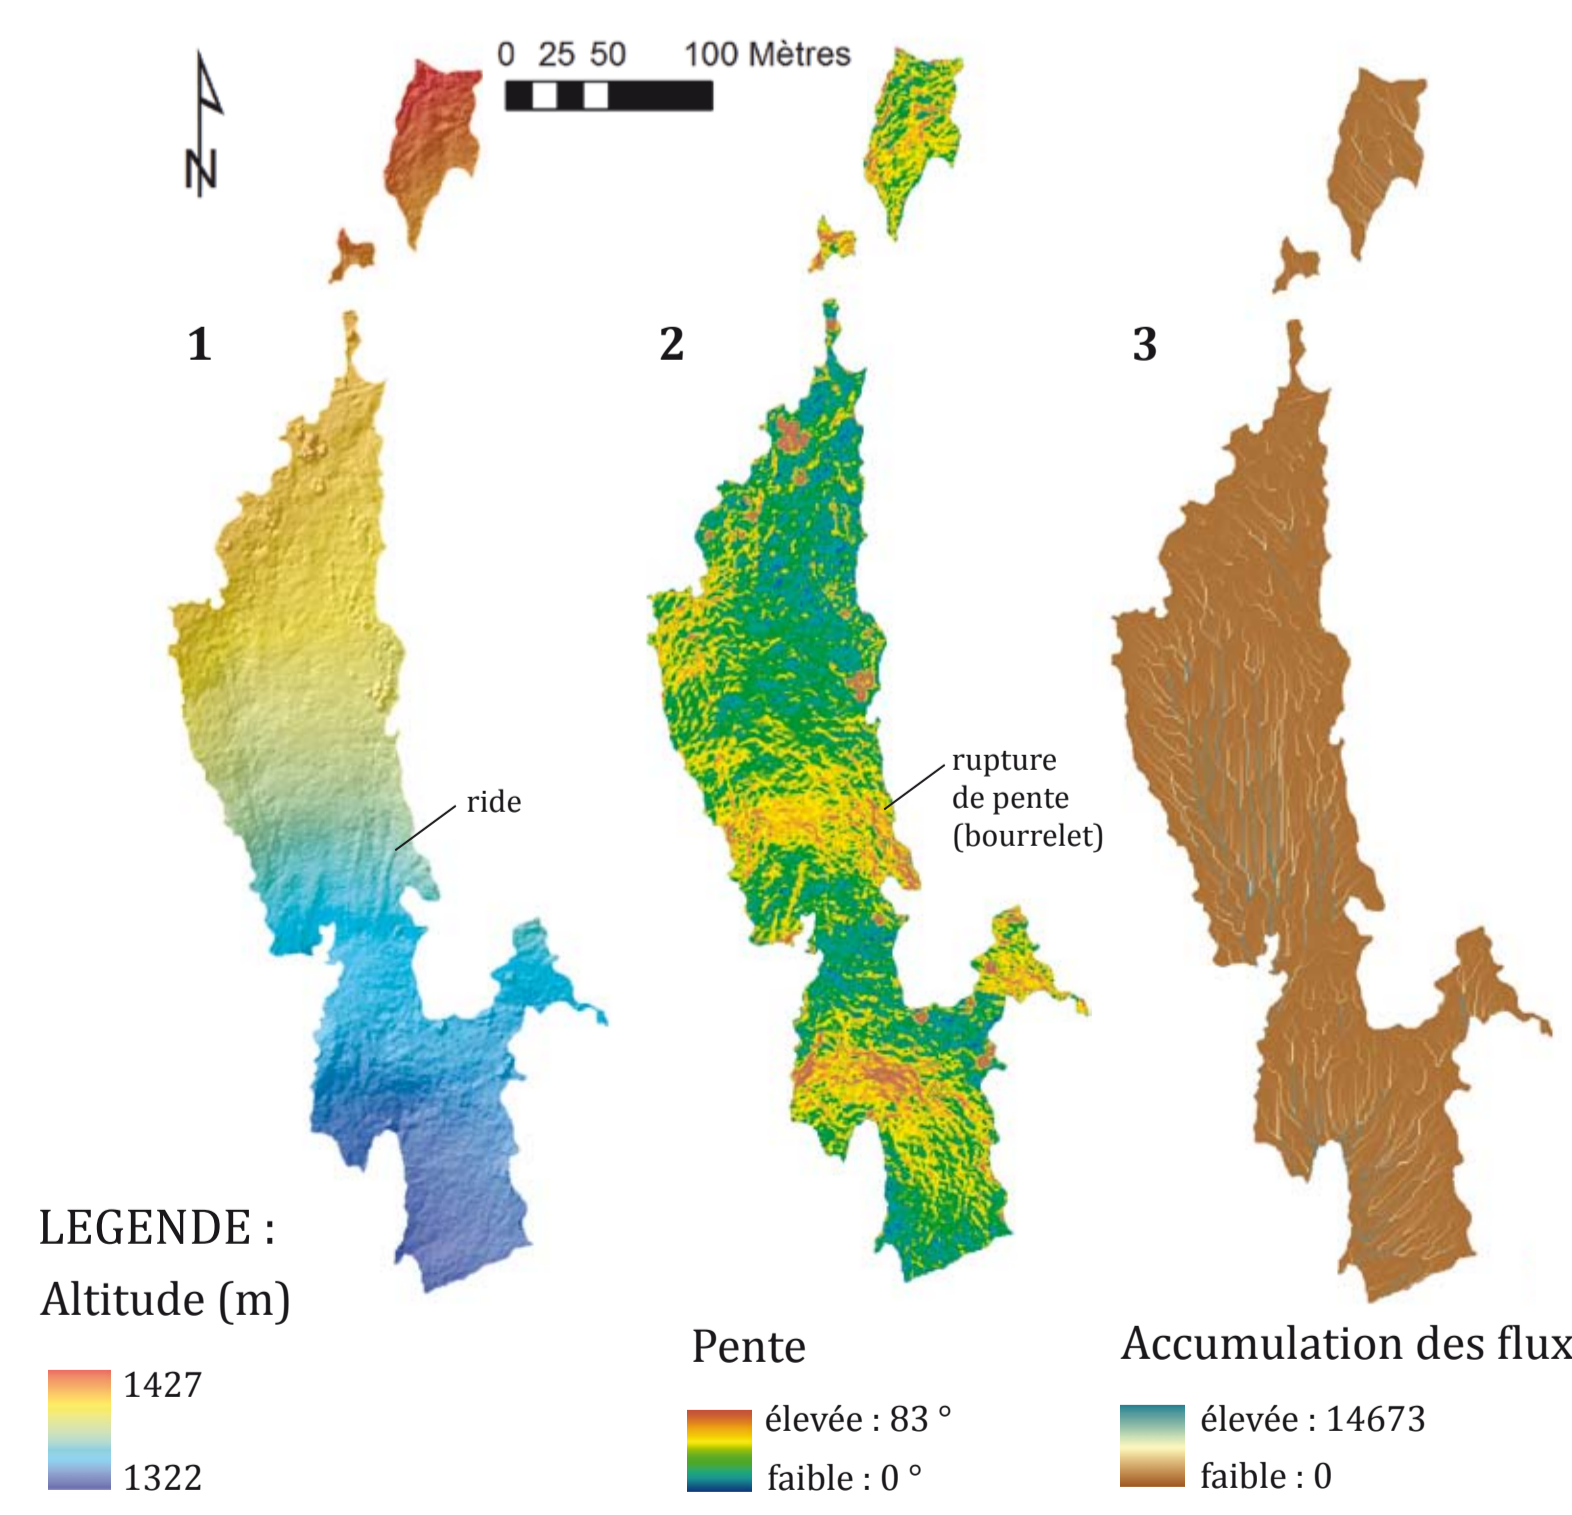 0 25 50 100 Mètres
N
1
2
3
ride
rupture
de pente
(bourrelet)
LEGENDE :
Altitude (m)
1427
1322
Pente
élevée : 83 °
faible : 0 °
Accumulation des flux
élevée : 14673
faible : 0